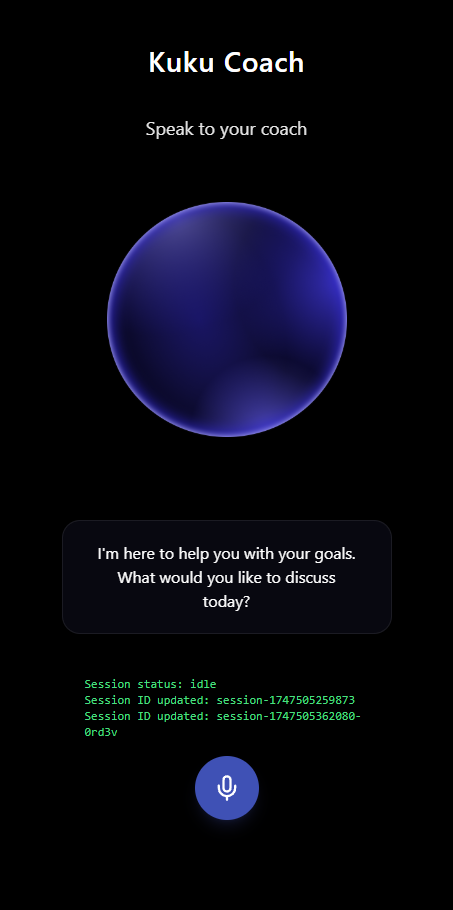 Kuku Coach
Speak to your coach
I'm here to help you with your goals.
What would you like to discuss
today?
Session status: idle
Session ID updated: session-1747505259873
Session ID updated: session-1747505362080-
0rd3v